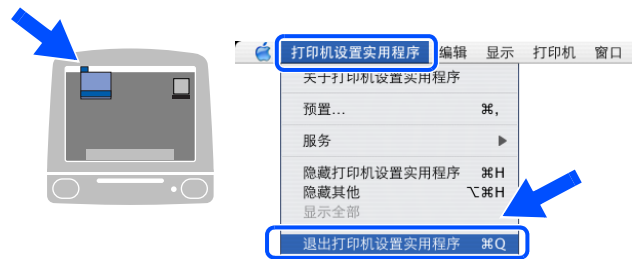 打印机设置实用程序 编辑 显示 打印机 窗口
关于打印机设置实用程序
预置... ⌘,
服务 ▶
隐藏打印机设置实用程序 ⌘H
隐藏其他 ⌥⌘H
显示全部
退出打印机设置实用程序 ⌘Q